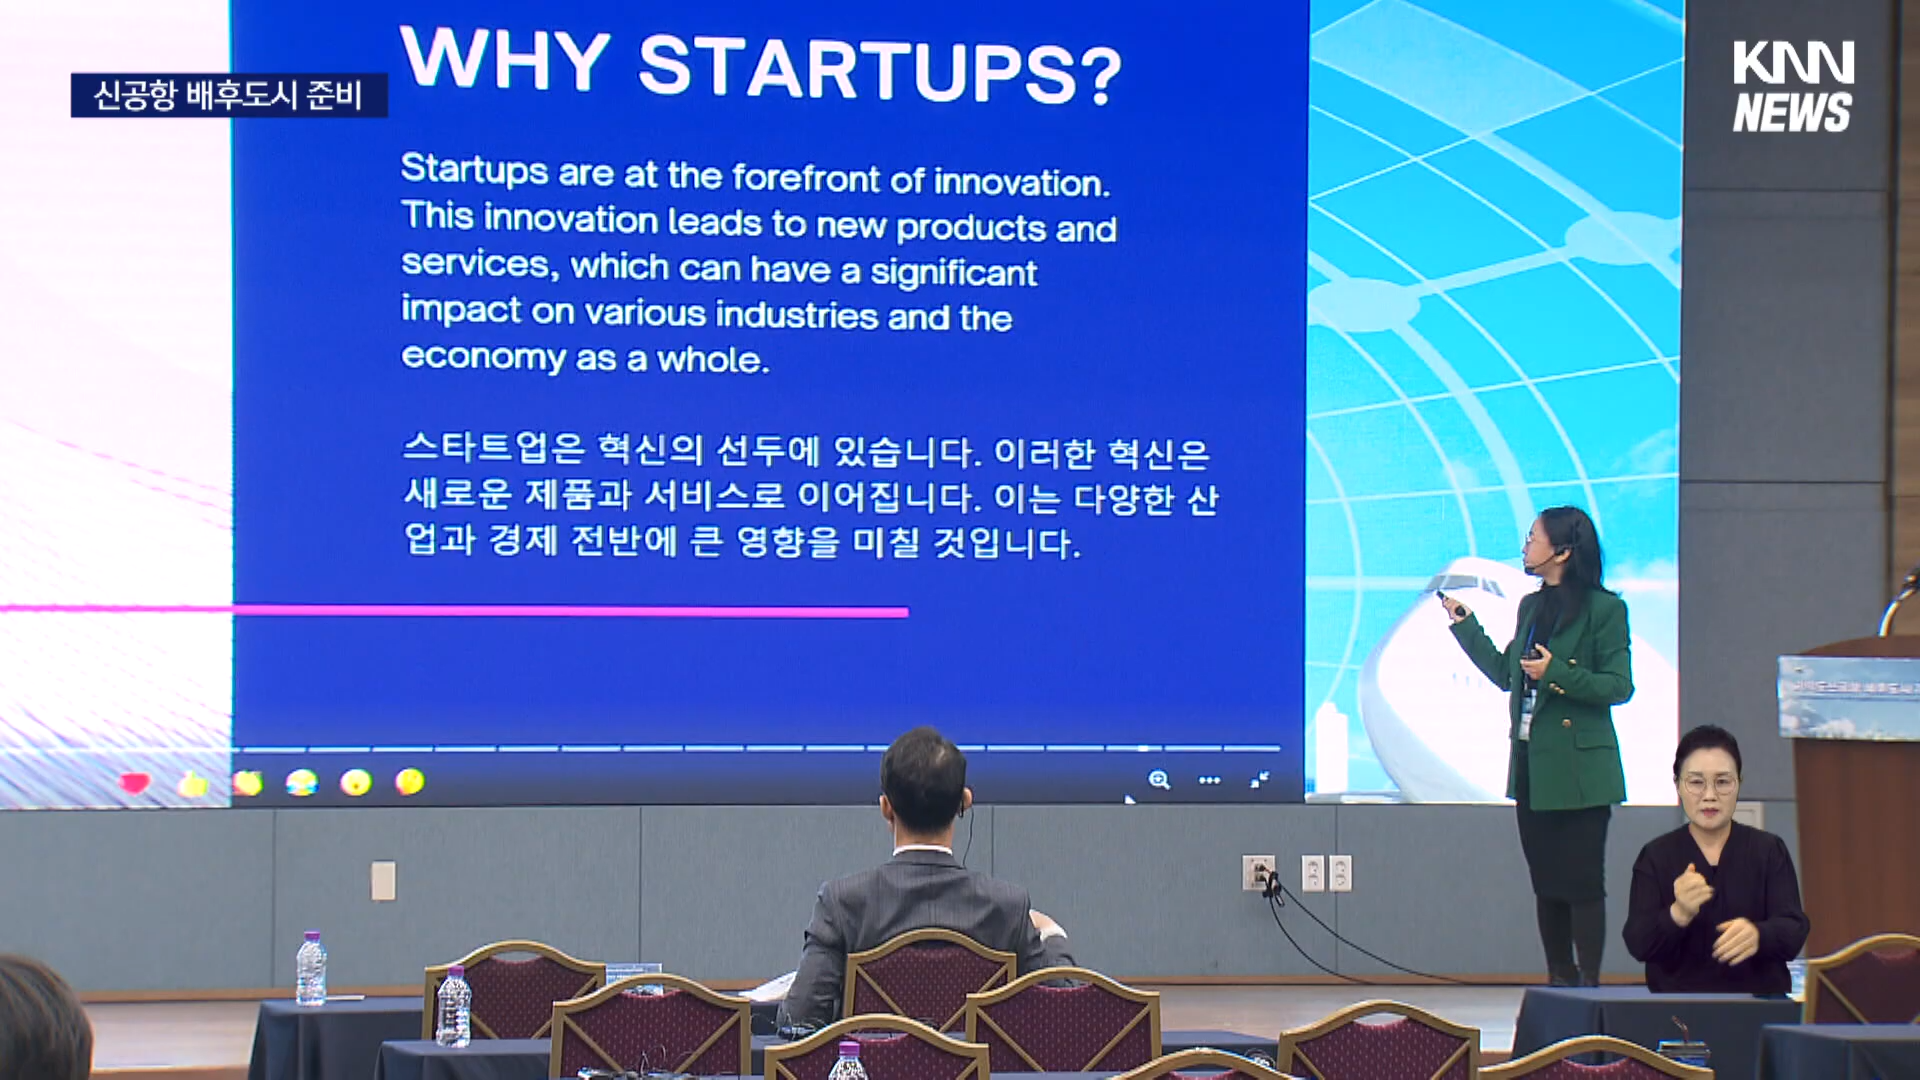 신공항 배후도시 준비
KNN
NEWS
WHY STARTUPS?
Startups are at the forefront of innovation.
This innovation leads to new products and
services, which can have a significant
impact on various industries and the
economy as a whole.
스타트업은 혁신의 선두에 있습니다. 이러한 혁신은
새로운 제품과 서비스로 이어집니다. 이는 다양한 산
업과 경제 전반에 큰 영향을 미칠 것입니다.